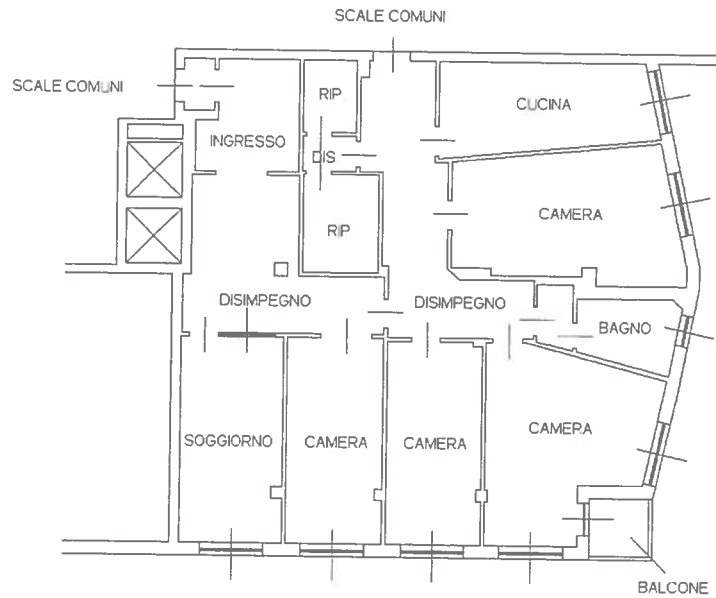 SCALE COMUNI
SCALE COMUNI
RIP
CUCINA
INGRESSO
DIS
CAMERA
RIP
DISIMPEGNO
DISIMPEGNO
BAGNO
SOGGIORNO
CAMERA
CAMERA
CAMERA
BALCONE